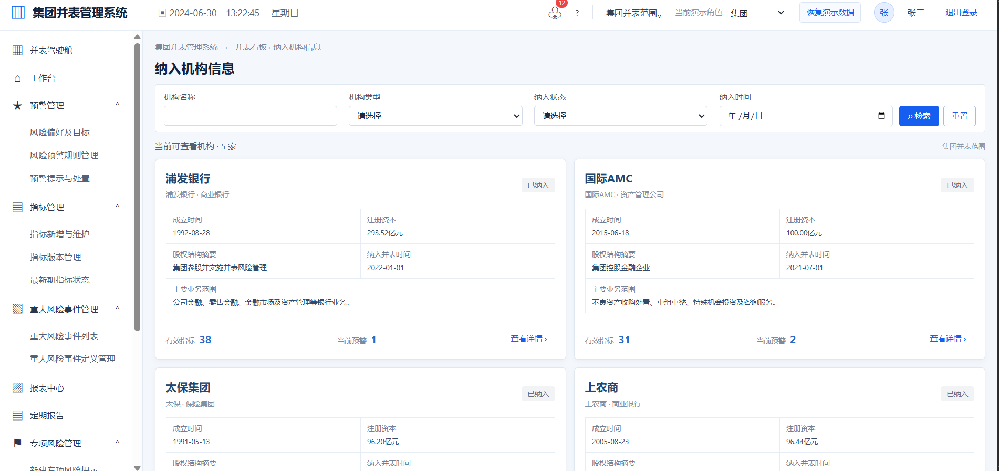 集团并表管理系统
2024-06-30 13:22:45 星期日
12
?
集团并表范围
当前演示角色 集团
恢复演示数据
张 张三
退出登录
并表驾驶舱
工作台
预警管理
风险偏好及目标
风险预警规则管理
预警提示与处置
指标管理
指标新增与维护
指标版本管理
最新期指标状态
重大风险事件管理
重大风险事件列表
重大风险事件定义管理
报表中心
定期报告
专项风险管理
新建专项风险提示
集团并表管理系统 › 并表看板 › 纳入机构信息
纳入机构信息
机构名称 机构类型 纳入状态 纳入时间
请选择 请选择 年 /月/日 检索 重置
当前可查看机构 · 5 家 集团并表范围
浦发银行 已纳入
浦发银行 · 商业银行
成立时间 注册资本
1992-08-28 293.52亿元
股权结构摘要 纳入并表时间
集团参股并实施并表风险管理 2022-01-01
主要业务范围
公司金融、零售金融、金融市场及资产管理等银行业务。
有效指标 38 当前预警 1 查看详情 ›
国际AMC 已纳入
国际AMC · 资产管理公司
成立时间 注册资本
2015-06-18 100.00亿元
股权结构摘要 纳入并表时间
集团控股金融企业 2021-07-01
主要业务范围
不良资产收购处置、重组重整、特殊机会投资及咨询服务。
有效指标 31 当前预警 2 查看详情 ›
太保集团 已纳入
太保 · 保险集团
成立时间 注册资本
1991-05-13 96.20亿元
股权结构摘要 纳入并表时间
上农商 已纳入
上农商 · 商业银行
成立时间 注册资本
2005-08-23 96.44亿元
股权结构摘要 纳入并表时间